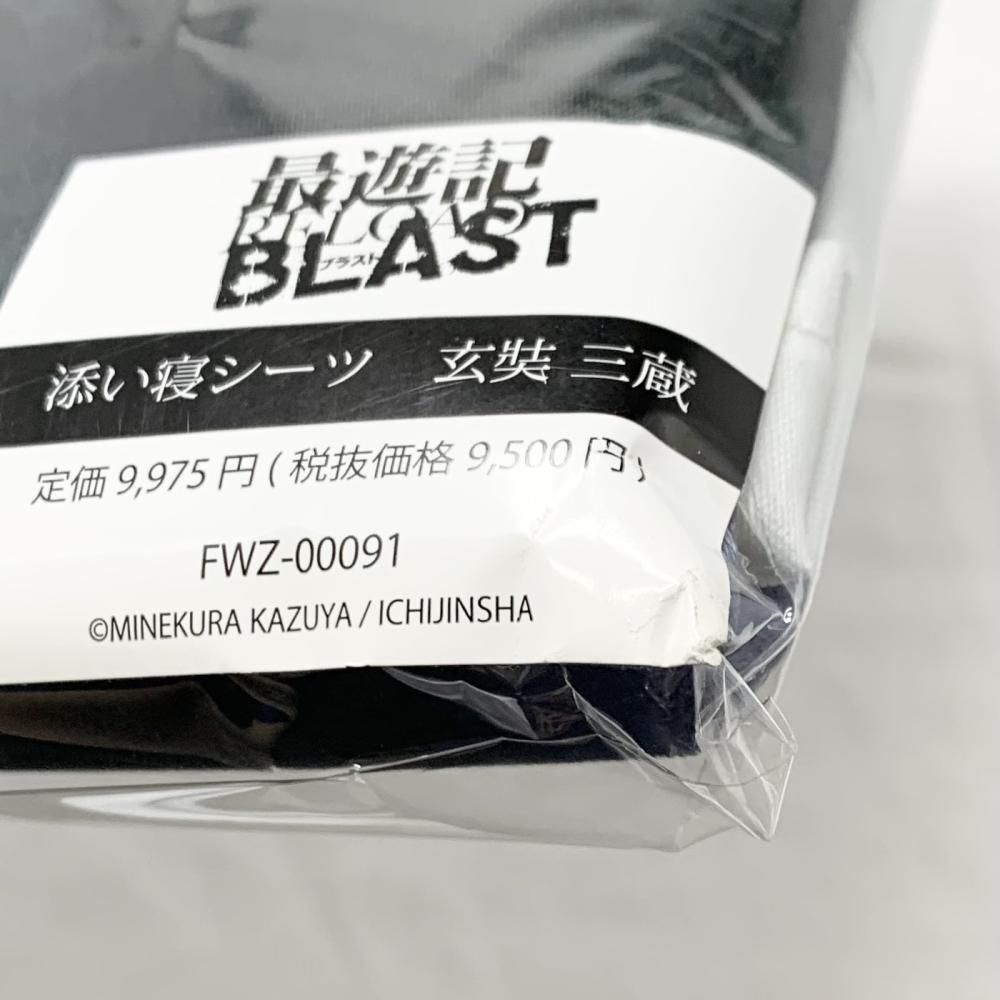 最遊記
RELOAD
BLAST
ブラスト
添い寝シーツ 玄奘 三蔵
定価 9,975 円 ( 税抜価格 9,500 円 )
FWZ-00091
©MINEKURA KAZUYA / ICHIJINSHA